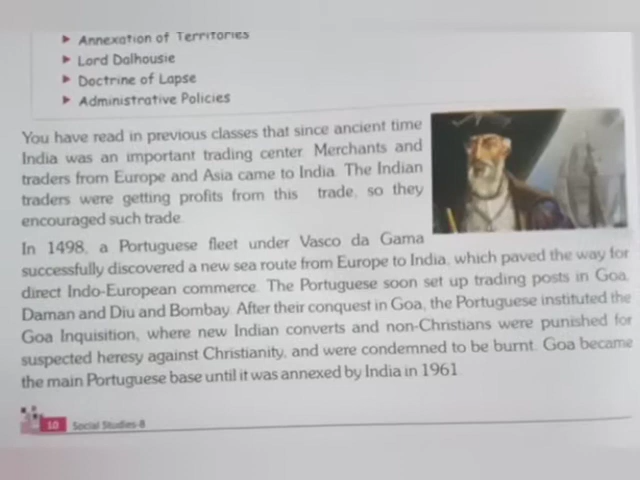 Annexation of Territories
Lord Dalhousie
Doctrine of Lapse
Administrative Policies
You have read in previous classes that since ancient time
India was an important trading center. Merchants and
traders from Europe and Asia came to India. The Indian
traders were getting profits from this trade, so they
encouraged such trade.
In 1498, a Portuguese fleet under Vasco da Gama
successfully discovered a new sea route from Europe to India, which paved the way for
direct Indo-European commerce. The Portuguese soon set up trading posts in Goa,
Daman and Diu and Bombay. After their conquest in Goa, the Portuguese instituted the
Goa Inquisition, where new Indian converts and non-Christians were punished for
suspected heresy against Christianity, and were condemned to be burnt. Goa became
the main Portuguese base until it was annexed by India in 1961.
10 Social Studies-8